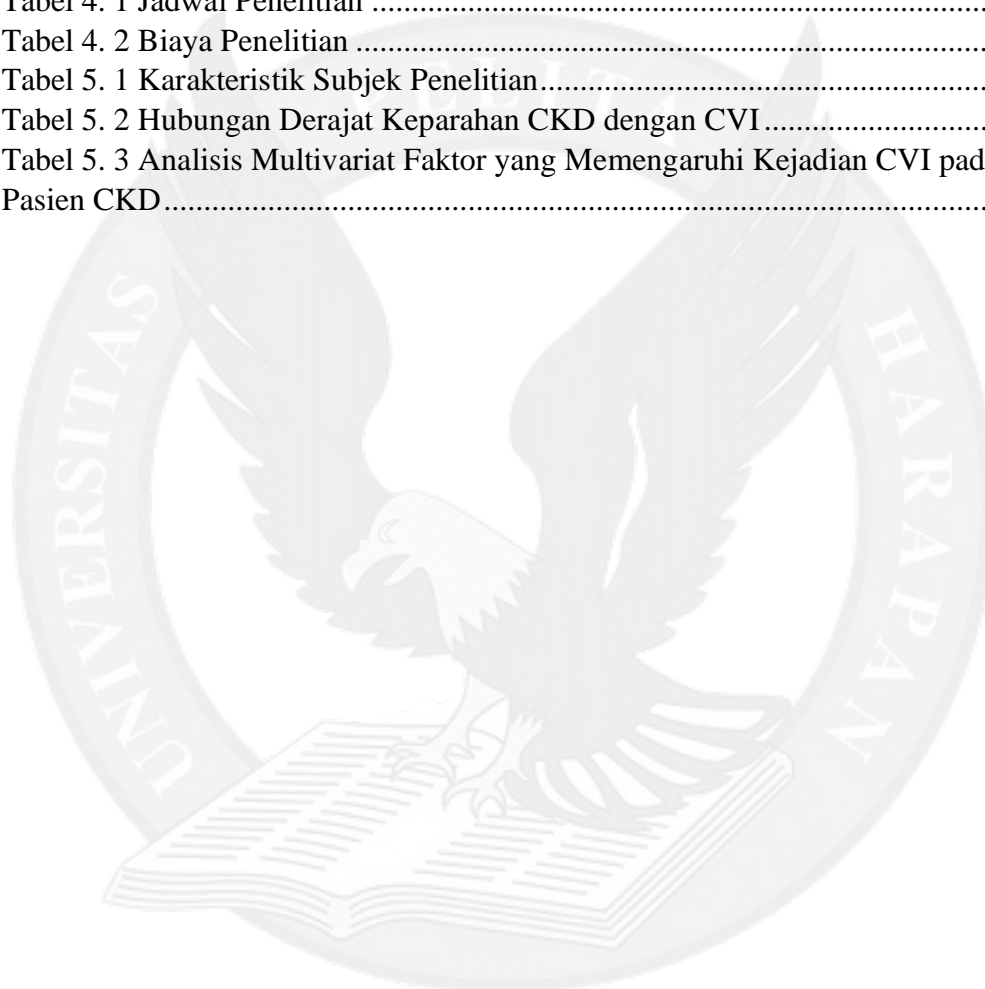 Tabel 4. 1 Jadwal Penelitian ................................................................................
Tabel 4. 2 Biaya Penelitian ..................................................................................
Tabel 5. 1 Karakteristik Subjek Penelitian..........................................................
Tabel 5. 2 Hubungan Derajat Keparahan CKD dengan CVI..............................
Tabel 5. 3 Analisis Multivariat Faktor yang Memengaruhi Kejadian CVI pad
Pasien CKD..........................................................................................................
UNIVERSITAS PELITA HARAPAN